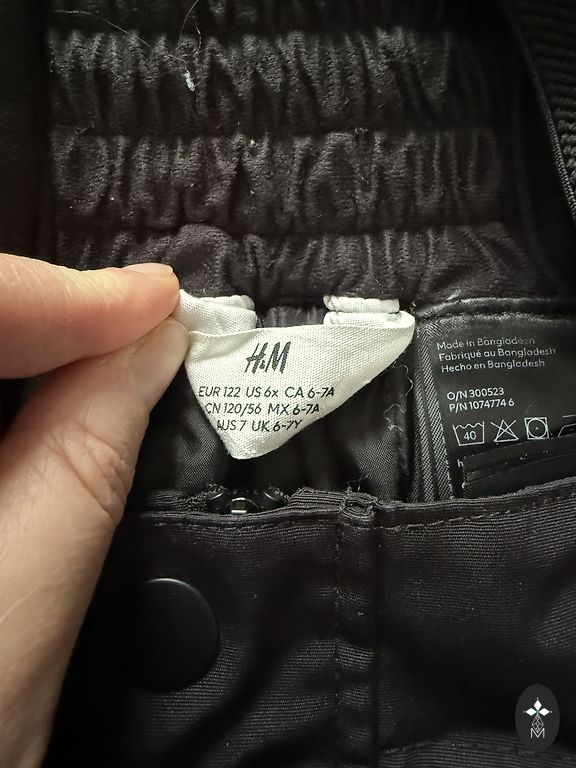 H&M
EUR 122 US 6x CA 6-7A
CN 120/56 MX 6-7A
AUS 7 UK 6-7Y
Made in Bangladesh
Fabriqué au Bangladesh
Hecho en Bangladesh
O/N 300523
P/N 1074774 6
40
M